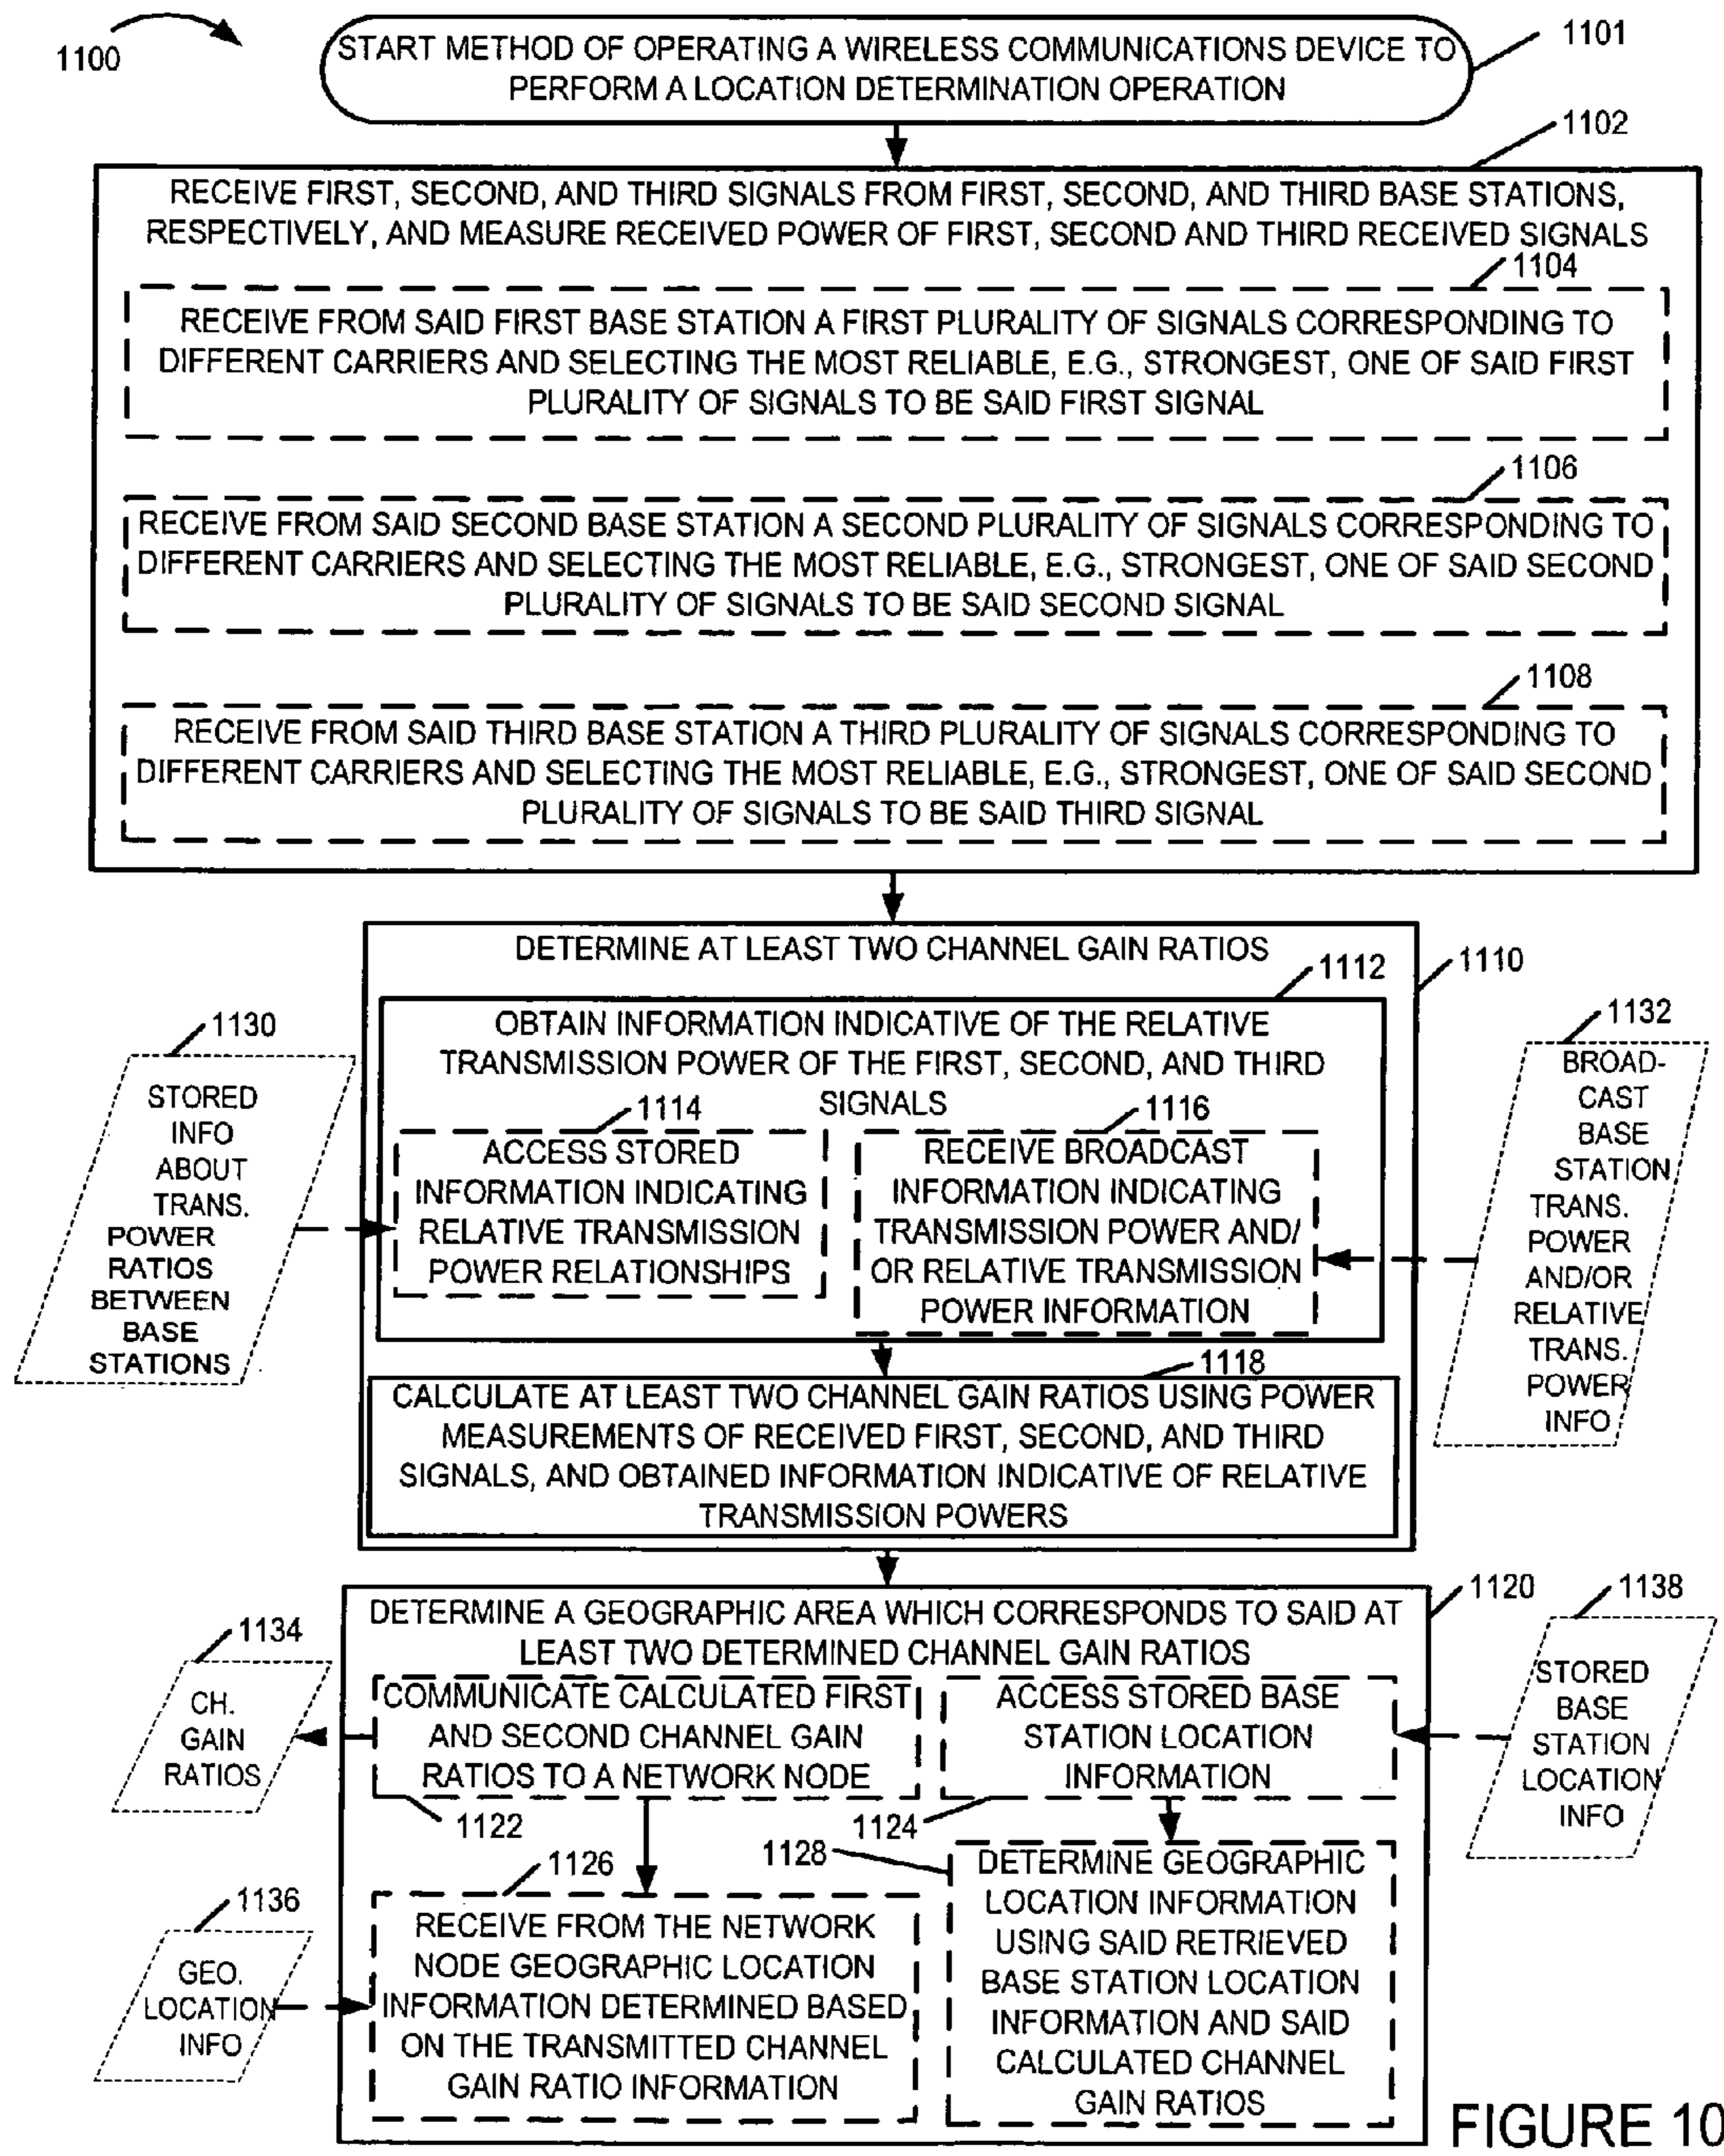 1100
START METHOD OF OPERATING A WIRELESS COMMUNICATIONS DEVICE TO
PERFORM A LOCATION DETERMINATION OPERATION
1101
1102
RECEIVE FIRST, SECOND, AND THIRD SIGNALS FROM FIRST, SECOND, AND THIRD BASE STATIONS,
RESPECTIVELY, AND MEASURE RECEIVED POWER OF FIRST, SECOND AND THIRD RECEIVED SIGNALS
1104
RECEIVE FROM SAID FIRST BASE STATION A FIRST PLURALITY OF SIGNALS CORRESPONDING TO
DIFFERENT CARRIERS AND SELECTING THE MOST RELIABLE, E.G., STRONGEST, ONE OF SAID FIRST
PLURALITY OF SIGNALS TO BE SAID FIRST SIGNAL
1106
RECEIVE FROM SAID SECOND BASE STATION A SECOND PLURALITY OF SIGNALS CORRESPONDING TO
DIFFERENT CARRIERS AND SELECTING THE MOST RELIABLE, E.G., STRONGEST, ONE OF SAID SECOND
PLURALITY OF SIGNALS TO BE SAID SECOND SIGNAL
1108
RECEIVE FROM SAID THIRD BASE STATION A THIRD PLURALITY OF SIGNALS CORRESPONDING TO
DIFFERENT CARRIERS AND SELECTING THE MOST RELIABLE, E.G., STRONGEST, ONE OF SAID SECOND
PLURALITY OF SIGNALS TO BE SAID THIRD SIGNAL
DETERMINE AT LEAST TWO CHANNEL GAIN RATIOS
1110
1112
OBTAIN INFORMATION INDICATIVE OF THE RELATIVE
TRANSMISSION POWER OF THE FIRST, SECOND, AND THIRD
SIGNALS
1114
ACCESS STORED
INFORMATION INDICATING
RELATIVE TRANSMISSION
POWER RELATIONSHIPS
1116
RECEIVE BROADCAST
INFORMATION INDICATING
TRANSMISSION POWER AND/
OR RELATIVE TRANSMISSION
POWER INFORMATION
1130
STORED
INFO
ABOUT
TRANS.
POWER
RATIOS
BETWEEN
BASE
STATIONS
1132
BROAD-
CAST
BASE
STATION
TRANS.
POWER
AND/OR
RELATIVE
TRANS.
POWER
INFO
1118
CALCULATE AT LEAST TWO CHANNEL GAIN RATIOS USING POWER
MEASUREMENTS OF RECEIVED FIRST, SECOND, AND THIRD
SIGNALS, AND OBTAINED INFORMATION INDICATIVE OF RELATIVE
TRANSMISSION POWERS
1120
DETERMINE A GEOGRAPHIC AREA WHICH CORRESPONDS TO SAID AT
LEAST TWO DETERMINED CHANNEL GAIN RATIOS
1134
CH.
GAIN
RATIOS
COMMUNICATE CALCULATED FIRST
AND SECOND CHANNEL GAIN
RATIOS TO A NETWORK NODE
1122
ACCESS STORED BASE
STATION LOCATION
INFORMATION
1124
1138
STORED
BASE
STATION
LOCATION
INFO
1136
GEO.
LOCATION
INFO
1126
RECEIVE FROM THE NETWORK
NODE GEOGRAPHIC LOCATION
INFORMATION DETERMINED BASED
ON THE TRANSMITTED CHANNEL
GAIN RATIO INFORMATION
1128
DETERMINE GEOGRAPHIC
LOCATION INFORMATION
USING SAID RETRIEVED
BASE STATION LOCATION
INFORMATION AND SAID
CALCULATED CHANNEL
GAIN RATIOS
FIGURE 10